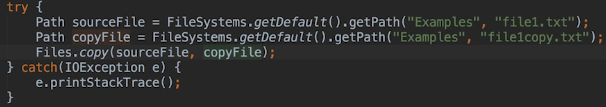 try {
Path sourceFile = FileSystems.getDefault().getPath("Examples", "file1.txt");
Path copyFile = FileSystems.getDefault().getPath("Examples", "file1copy.txt");
Files.copy(sourceFile, copyFile);
} catch(IOException e) {
e.printStackTrace();
}